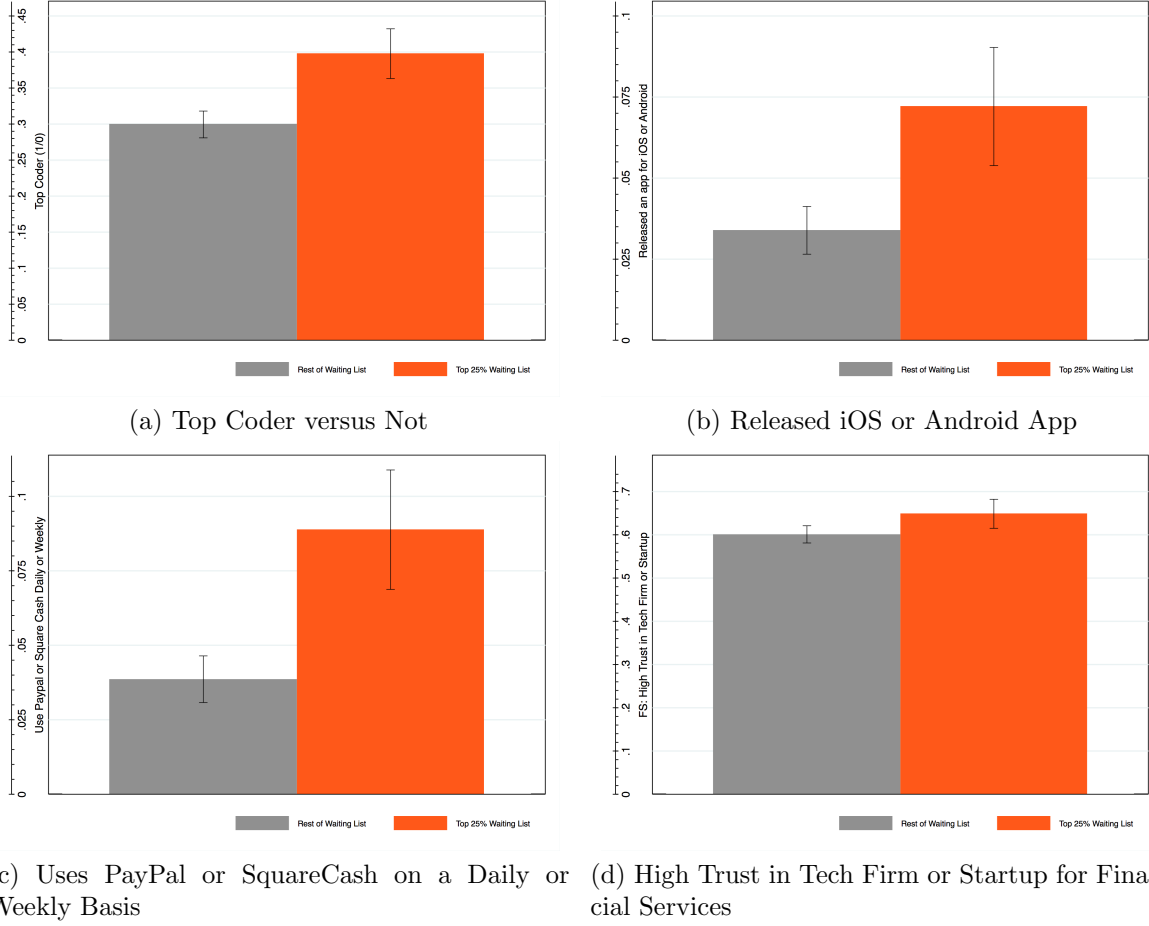 .45
.4
.35
.3
.25
.2
.15
.1
.05
0
Top Coder (1/0)
Rest of Waiting List
Top 25% Waiting List
(a) Top Coder versus Not
.1
.075
.05
.025
0
Released an app for iOS or Android
Rest of Waiting List
Top 25% Waiting List
(b) Released iOS or Android App
.1
.075
.05
.025
0
Use Paypal or Square Cash Daily or Weekly
Rest of Waiting List
Top 25% Waiting List
c) Uses PayPal or SquareCash on a Daily or
Weekly Basis
.7
.6
.5
.4
.3
.2
.1
0
FS: High Trust in Tech Firm or Startup
Rest of Waiting List
Top 25% Waiting List
(d) High Trust in Tech Firm or Startup for Fina
cial Services